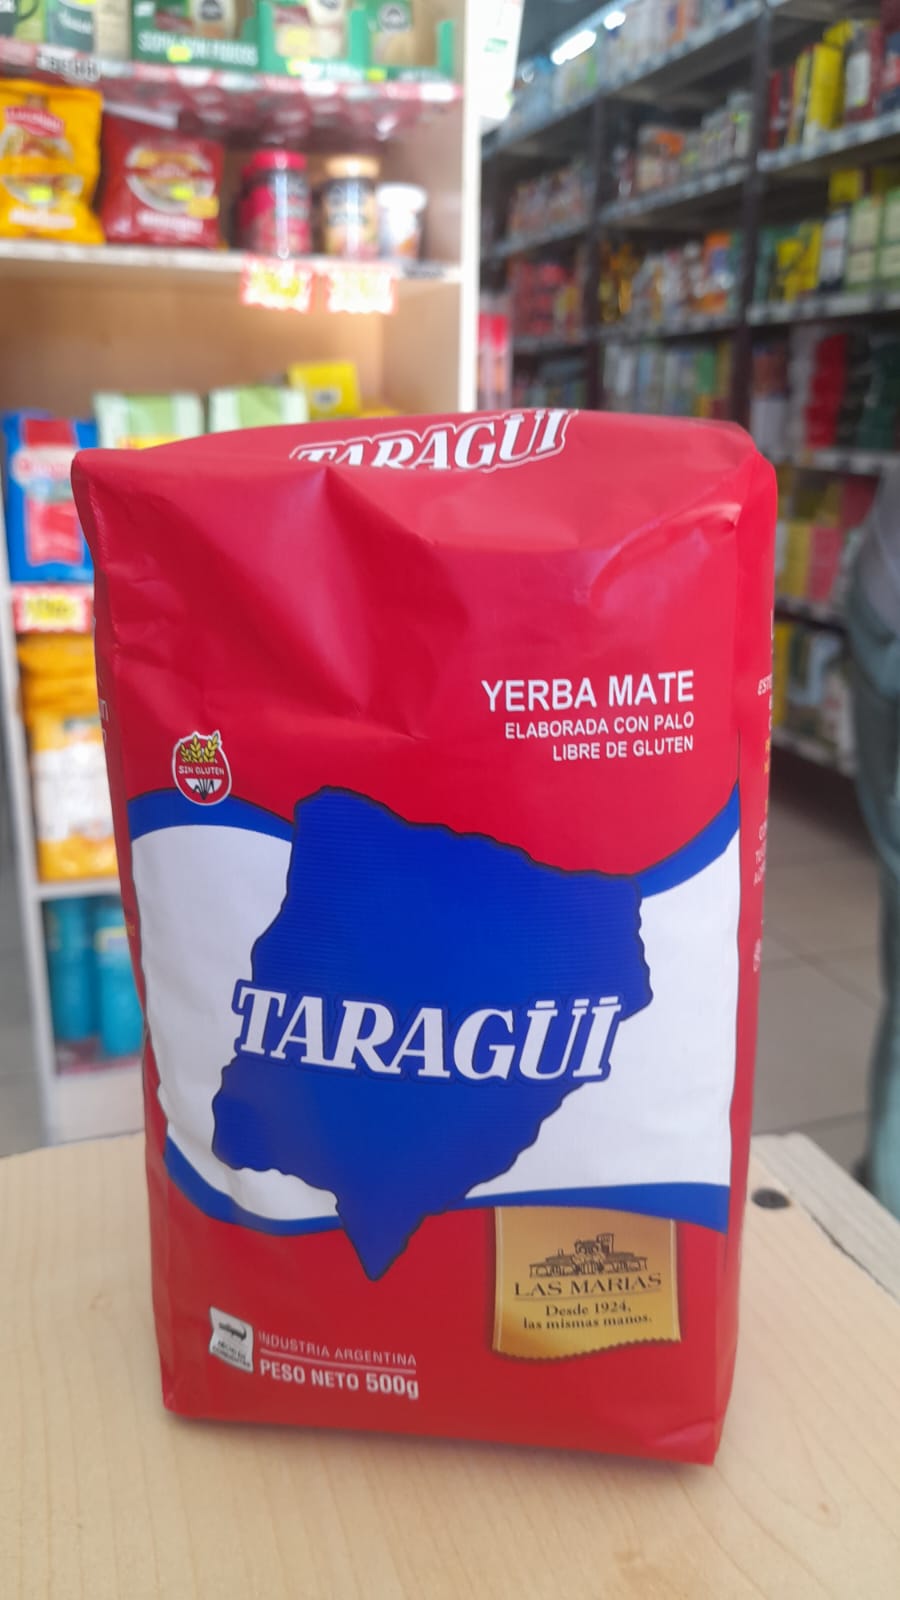 TARAGÜI
YERBA MATE
ELABORADA CON PALO
LIBRE DE GLUTEN
SIN GLUTEN
TARAGÜI
LAS MARIAS
Desde 1924,
las mismas manos.
INDUSTRIA ARGENTINA
PESO NETO 500g